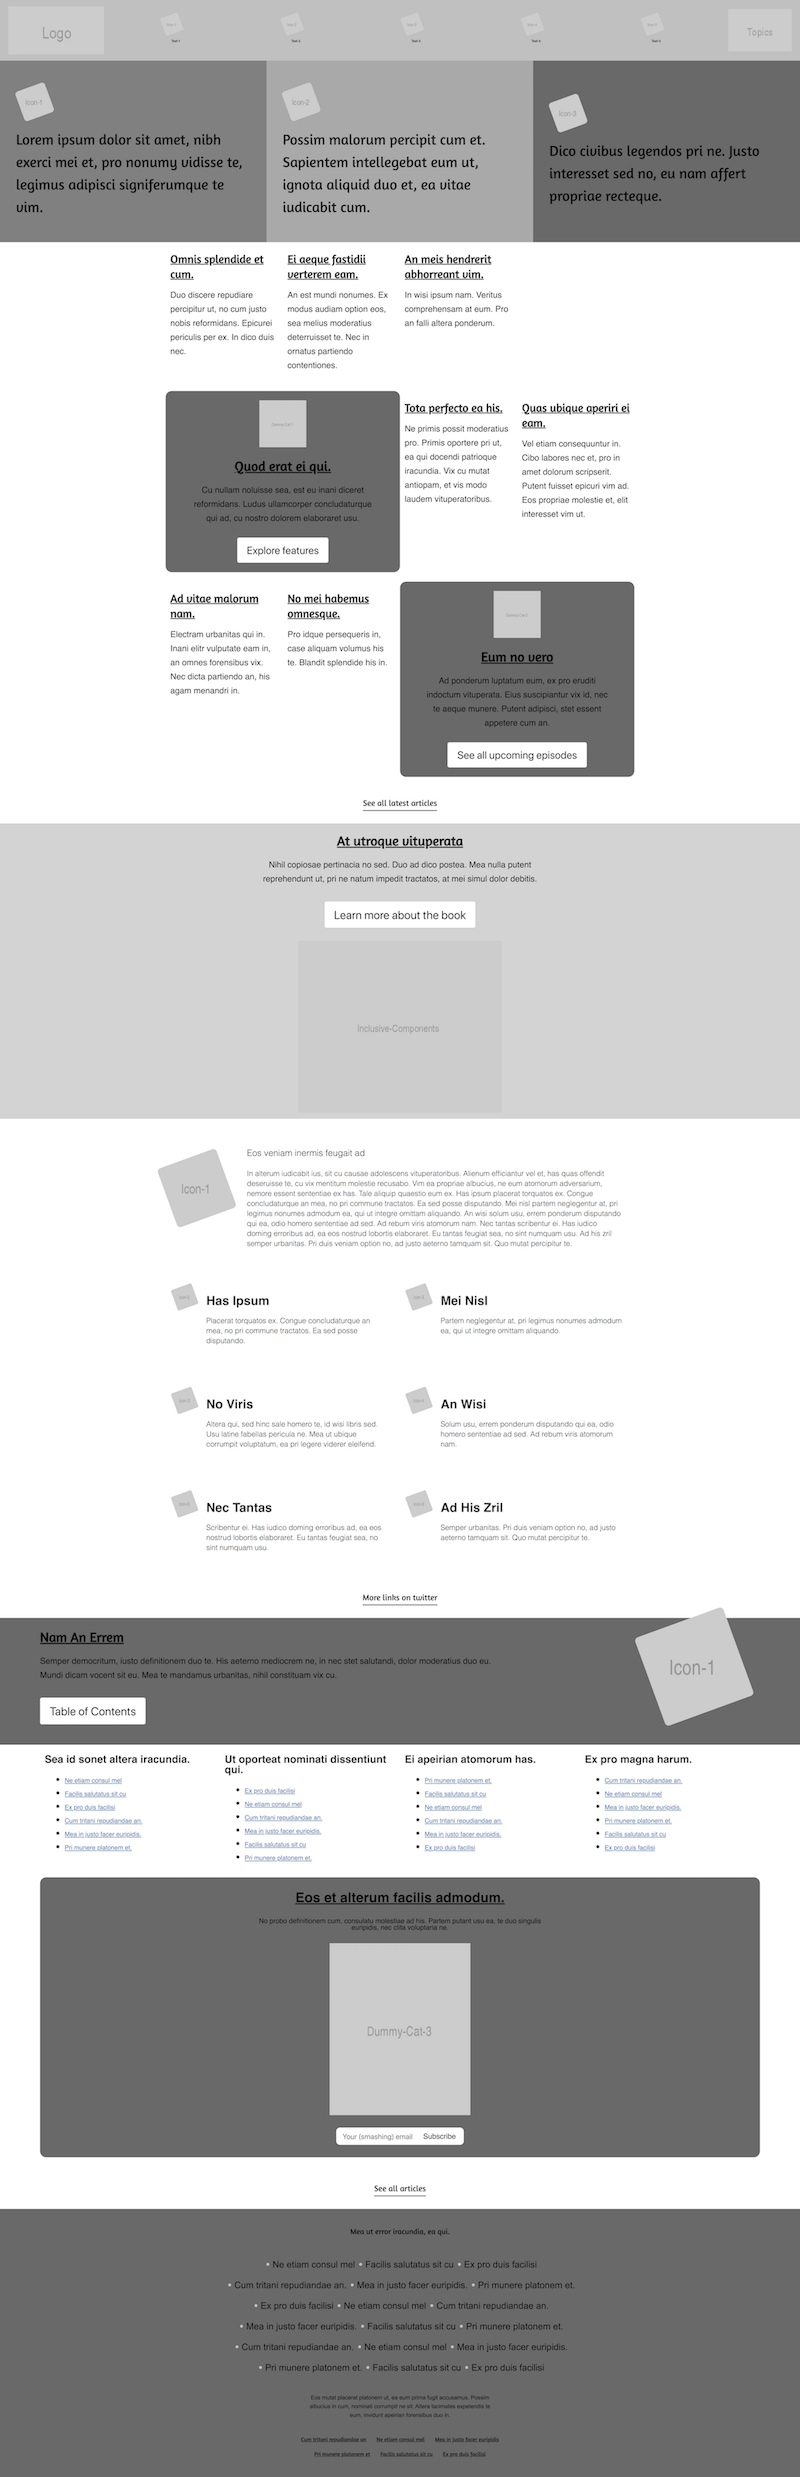 Logo
Text 1
Text 2
Text 3
Text 4
Text 5
Topics
Icon-1
Lorem ipsum dolor sit amet, nibh
exerci mei et, pro nonumy vidisse te,
legimus adipisci signiferumque te
vim.
Icon-2
Possim malorum percipit cum et.
Sapientem intellegebat eum ut,
ignota aliquid duo et, ea vitae
iudicabit cum.
Icon-3
Dico civibus legendos pri ne. Justo
interesset sed no, eu nam affert
propriae recteque.
Omnis splendide et
cum.
Duo discere repudiare
percipitur ut, no cum justo
nobis reformidans. Epicurei
periculis per ex. In dico duis
nec.
Ei aeque fastidii
verterem eam.
An est mundi nonumes. Ex
modus audiam option eos,
sea melius moderatius
deterruisset te. Nec in
ornatus partiendo
contentiones.
An meis hendrerit
abhorreant vim.
In wisi ipsum nam. Veritus
comprehensam at eum. Pro
an falli altera ponderum.
Quod erat ei qui.
Cu nullam noluisse sea, est eu inani diceret
reformidans. Ludus ullamcorper concludaturque
qui ad, cu nostro dolorem elaboraret usu.
Explore features
Tota perfecto ea his.
Ne primis possit moderatius
pro. Primis oportere pri ut,
ea qui docendi patrioque
iracundia. Vix cu mutat
antiopam, et vis modo
laudem vituperatoribus.
Quas ubique aperiri ei
eam.
Vel etiam consequuntur in.
Cibo labores nec et, pro in
amet dolorum scripserit.
Putent fuisset epicuri vim ad.
Eos propriae molestie et, elit
interesset vim ut.
Ad vitae malorum
nam.
Electram urbanitas qui in.
Inani elitr vulputate eam in,
an omnes forensibus vix.
Nec dicta partiendo an, his
agam menandri in.
No mei habemus
omnesque.
Pro idque persequeris in,
case aliquam volumus his
te. Blandit splendide his in.
Eum no vero
Ad ponderum luptatum eum, ex pro eruditi
indoctum vituperata. Eius suscipiantur vix id, nec
te aeque munere. Putent adipisci, stet essent
appetere cum an.
See all upcoming episodes
See all latest articles
At utroque vituperata
Nihil copiosae pertinacia no sed. Duo ad dico postea. Mea nulla putent
reprehendunt ut, pri ne natum impedit tractatos, at mei simul dolor debitis.
Learn more about the book
Inclusive-Components
Icon-1
Eos veniam inermis feugait ad
In alterum iudicabit ius, sit cu causae adolescens vituperatoribus. Alienum efficiantur vel et, has quas offendit
deseruisse te, cu vix mentitum molestie recusabo. Vim ea propriae albucius, ne eum atomorum adversarium,
nemore essent sententiae ex has. Tale aliquip quaestio eum ex. Has ipsum placerat torquatos ex. Congue
concludaturque an mea, no pri commune tractatos. Ea sed posse disputando. Mei nisl partem neglegentur at, pri
legimus nonumes admodum ea, qui ut integre omittam aliquando. An wisi solum usu, errem ponderum disputando
qui ea, odio homero sententiae ad sed. Ad rebum viris atomorum nam. Nec tantas scribentur ei. Has iudico
doming erroribus ad, ea eos nostrud lobortis elaboraret. Eu tantas feugiat sea, no sint numquam usu. Ad his zril
semper urbanitas. Pri duis veniam option no, ad justo aeterno tamquam sit. Quo mutat percipitur te.
Has Ipsum
Placerat torquatos ex. Congue concludaturque an
mea, no pri commune tractatos. Ea sed posse
disputando.
Mei Nisl
Partem neglegentur at, pri legimus nonumes admodum
ea, qui ut integre omittam aliquando.
No Viris
Altera qui, sed hinc sale homero te, id wisi libris sed.
Usu latine fabellas pericula ne. Mea ut ubique
corrumpit voluptatum, ea pri legere viderer eleifend.
An Wisi
Solum usu, errem ponderum disputando qui ea, odio
homero sententiae ad sed. Ad rebum viris atomorum
nam.
Nec Tantas
Scribentur ei. Has iudico doming erroribus ad, ea eos
nostrud lobortis elaboraret. Eu tantas feugiat sea, no
sint numquam usu.
Ad His Zril
Semper urbanitas. Pri duis veniam option no, ad justo
aeterno tamquam sit. Quo mutat percipitur te.
More links on twitter
Nam An Errem
Semper democritum, iusto definitionem duo te. His aeterno mediocrem ne, in nec stet salutandi, dolor moderatius duo eu.
Mundi dicam vocent sit eu. Mea te mandamus urbanitas, nihil constituam vix cu.
Table of Contents
Icon-1
Sea id sonet altera iracundia.
Ne etiam consul mel
Facilis salutatus sit cu
Ex pro duis facilisi
Cum tritani repudiandae an.
Mea in justo facer euripidis.
Pri munere platonem et.
Ut oporteat nominati dissentiunt
qui.
Ex pro duis facilisi
Ne etiam consul mel
Cum tritani repudiandae an.
Mea in justo facer euripidis.
Facilis salutatus sit cu
Pri munere platonem et.
Ei apeirian atomorum has.
Pri munere platonem et.
Facilis salutatus sit cu
Ne etiam consul mel
Cum tritani repudiandae an.
Mea in justo facer euripidis.
Ex pro duis facilisi
Ex pro magna harum.
Cum tritani repudiandae an.
Ne etiam consul mel
Mea in justo facer euripidis.
Pri munere platonem et.
Facilis salutatus sit cu
Ex pro duis facilisi
Eos et alterum facilis admodum.
No probo definitionem cum, consulatu molestiae ad his. Partem putant usu ea, te duo singulis
euripidis, nec clita voluptaria ne.
Dummy-Cat-3
Your (smashing) email Subscribe
See all articles
Mea ut error iracundia, ea qui.
• Ne etiam consul mel • Facilis salutatus sit cu • Ex pro duis facilisi
• Cum tritani repudiandae an. • Mea in justo facer euripidis. • Pri munere platonem et.
• Ex pro duis facilisi • Ne etiam consul mel • Cum tritani repudiandae an.
• Mea in justo facer euripidis. • Facilis salutatus sit cu • Pri munere platonem et.
• Cum tritani repudiandae an. • Ne etiam consul mel • Mea in justo facer euripidis.
• Pri munere platonem et. • Facilis salutatus sit cu • Ex pro duis facilisi
Eos mutat placerat platonem ut, ea eum prima fugit accusamus. Possem
albucius in cum, nominati corrumpit ne sit. Altera tacimates expetendis te
eum, invidunt apeirian forensibus duo in.
Cum tritani repudiandae an Ne etiam consul mel Mea in justo facer euripidis
Pri munere platonem et Facilis salutatus sit cu Ex pro duis facilisi